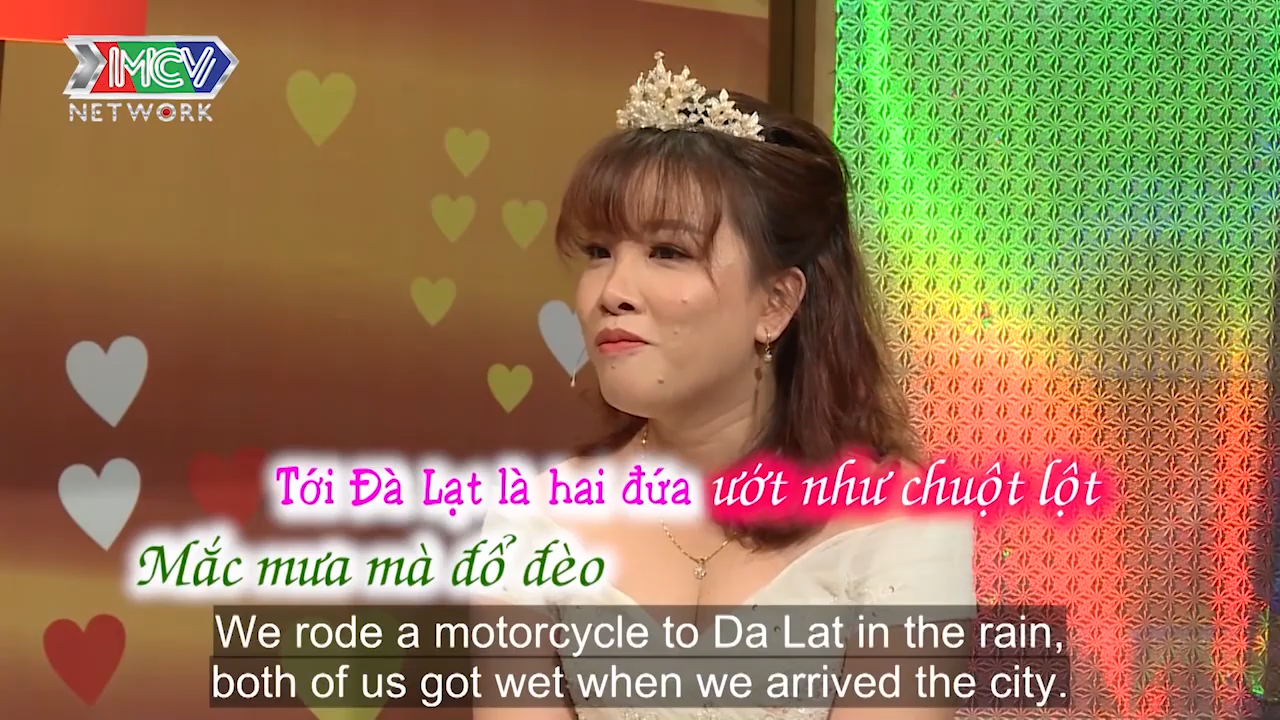 MCV
NETWORK
Tới Đà Lạt là hai đứa ướt như chuột lột
Mắc mưa mà đổ đèo
We rode a motorcycle to Da Lat in the rain,
both of us got wet when we arrived the city.